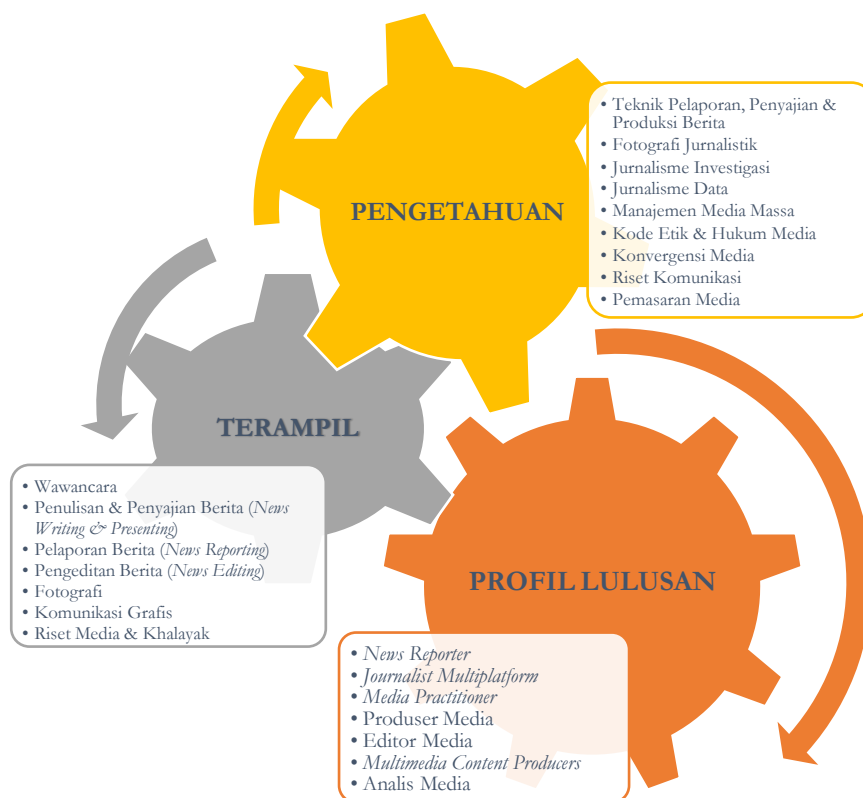 PENGETAHUAN
• Teknik Pelaporan, Penyajian &
Produksi Berita
• Fotografi Jurnalistik
• Jurnalisme Investigasi
• Jurnalisme Data
• Manajemen Media Massa
• Kode Etik & Hukum Media
• Konvergensi Media
• Riset Komunikasi
• Pemasaran Media
TERAMPIL
• Wawancara
• Penulisan & Penyajian Berita (News
Writing & Presenting)
• Pelaporan Berita (News Reporting)
• Pengeditan Berita (News Editing)
• Fotografi
• Komunikasi Grafis
• Riset Media & Khalayak
PROFIL LULUSAN
• News Reporter
• Journalist Multiplatform
• Media Practitioner
• Produser Media
• Editor Media
• Multimedia Content Producers
• Analis Media